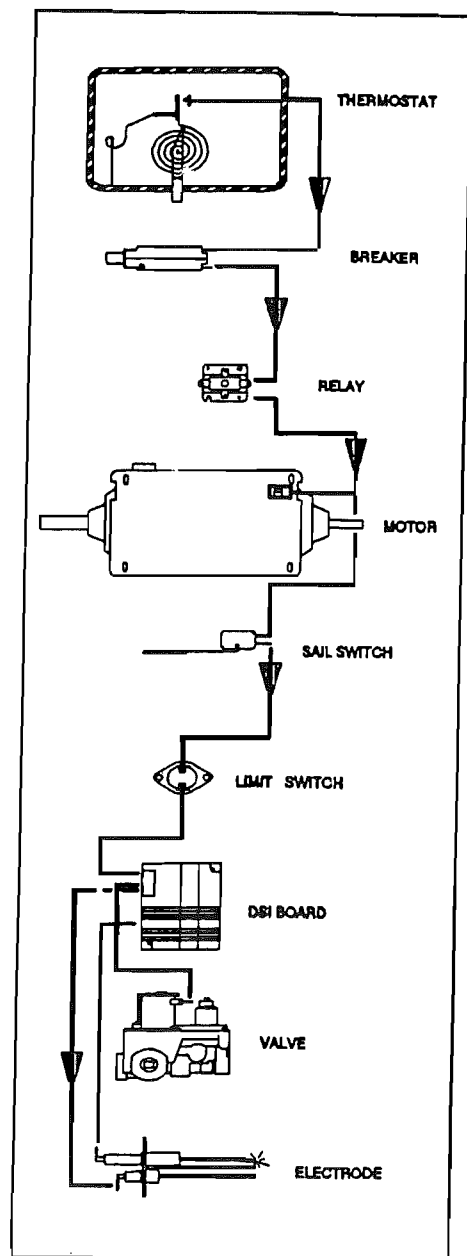 THERMOSTAT
BREAKER
RELAY
MOTOR
SAIL SWITCH
LIMIT SWITCH
DSI BOARD
VALVE
ELECTRODE